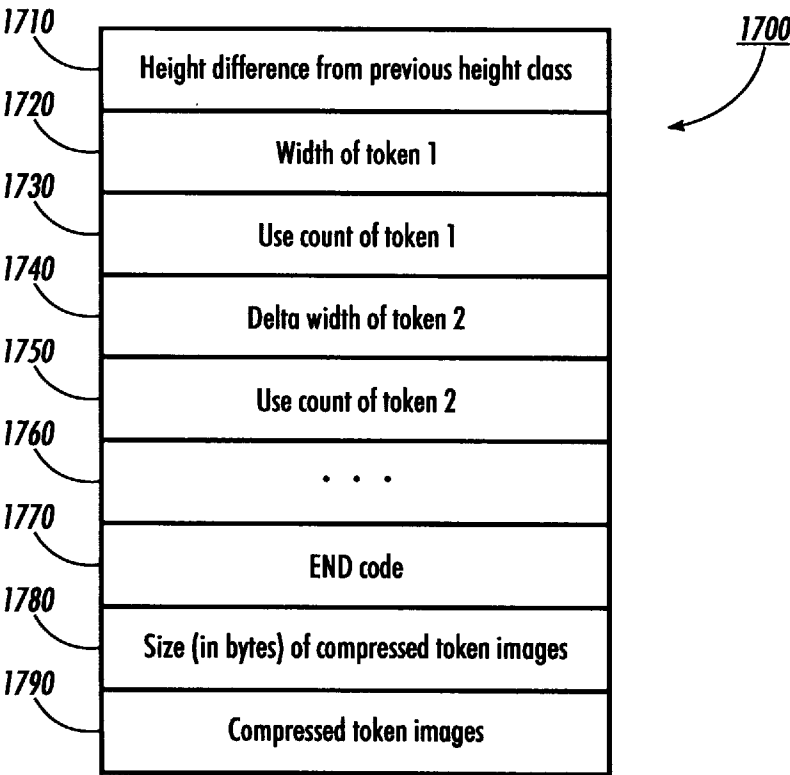 1700
1710
Height difference from previous height class
1720
Width of token 1
1730
Use count of token 1
1740
Delta width of token 2
1750
Use count of token 2
1760
. . .
1770
END code
1780
Size (in bytes) of compressed token images
1790
Compressed token images